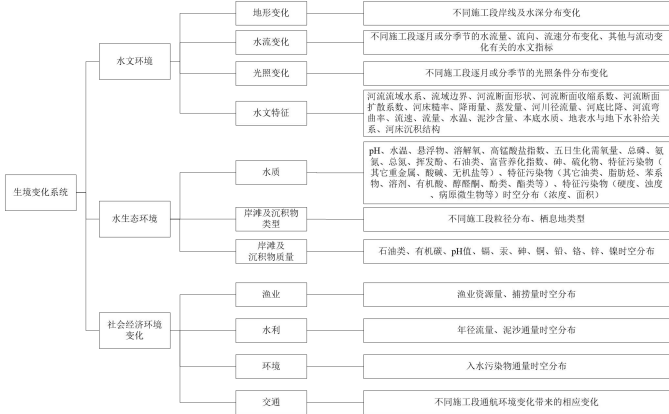 生境变化系统
水文环境
地形变化
不同施工段岸线及水深分布变化
水流变化
不同施工段逐月或分季节的水流量、流向、流速分布变化、其他与流动变
化有关的水文指标
光照变化
不同施工段逐月或分季节的光照条件分布变化
水文特征
河流流域水系、流域边界、河流断面形状、河流断面收缩系数、河流断面
扩散系数、河床糙率、降雨量、蒸发量、河川径流量、河底比降、河流弯
曲率、流速、流量、水温、泥沙含量、本底水质、地表水与地下水补给关
系、河床沉积结构
水生态环境
水质
pH、水温、悬浮物、溶解氧、高锰酸盐指数、五日生化需氧量、总磷、氨
氮、总氮、挥发酚、石油类、富营养化指数、砷、硫化物、特征污染物（
其它重金属、酸碱、无机盐等）、特征污染物（其它油类、脂肪烃、苯系
物、溶剂、有机酸、醇醛酮、酚类、酯类等）、特征污染物（硬度、浊度
、病原微生物等）时空分布（浓度、面积）
岸滩及沉积物
类型
不同施工段粒径分布、栖息地类型
岸滩及
沉积物质量
石油类、有机碳、pH值、镉、汞、砷、铜、铅、铬、锌、镍时空分布
社会经济环境
变化
渔业
渔业资源量、捕捞量时空分布
水利
年径流量、泥沙通量时空分布
环境
入水污染物通量时空分布
交通
不同施工段通航环境变化带来的相应变化